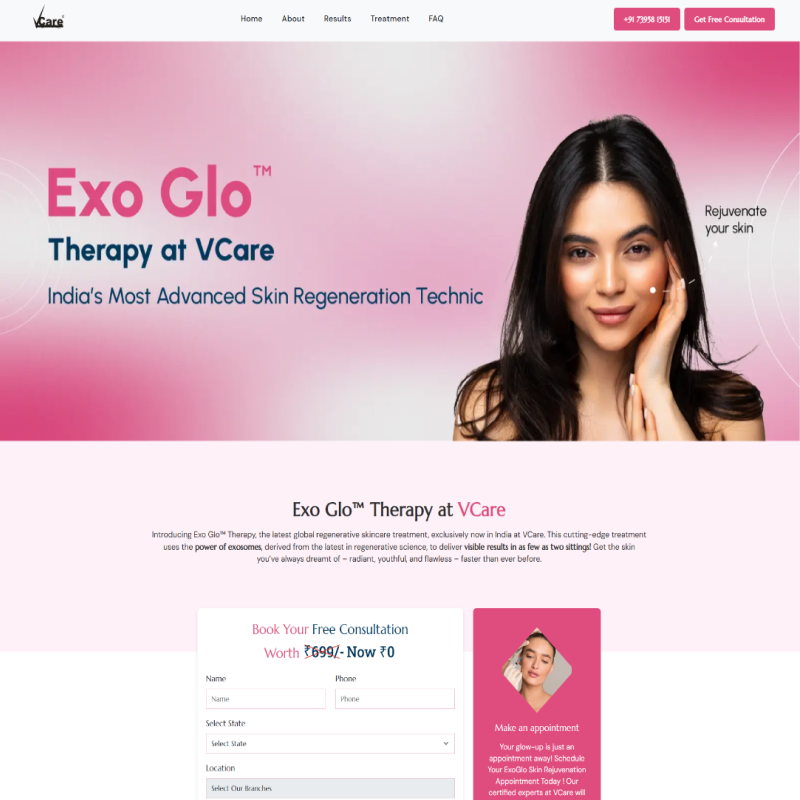 VCare
Home
About
Results
Treatment
FAQ
+91 73958 15151
Get Free Consultation
Exo Glo™
Therapy at VCare
India's Most Advanced Skin Regeneration Technic
Rejuvenate
your skin
Exo Glo™ Therapy at VCare
Introducing Exo Glo™ Therapy, the latest global regenerative skincare treatment, exclusively now in India at VCare. This cutting-edge treatment
uses the power of exosomes, derived from the latest in regenerative science, to deliver visible results in as few as two sittings! Get the skin
you've always dreamt of – radiant, youthful, and flawless – faster than ever before.
Book Your Free Consultation
Worth ₹699/- Now ₹0
Name
Phone
Name
Phone
Select State
Select State
Location
Select Our Branches
Make an appointment
Your glow-up is just an
appointment away! Schedule
Your ExoGlo Skin Rejuvenation
Appointment Today ! Our
certified experts at VCare will